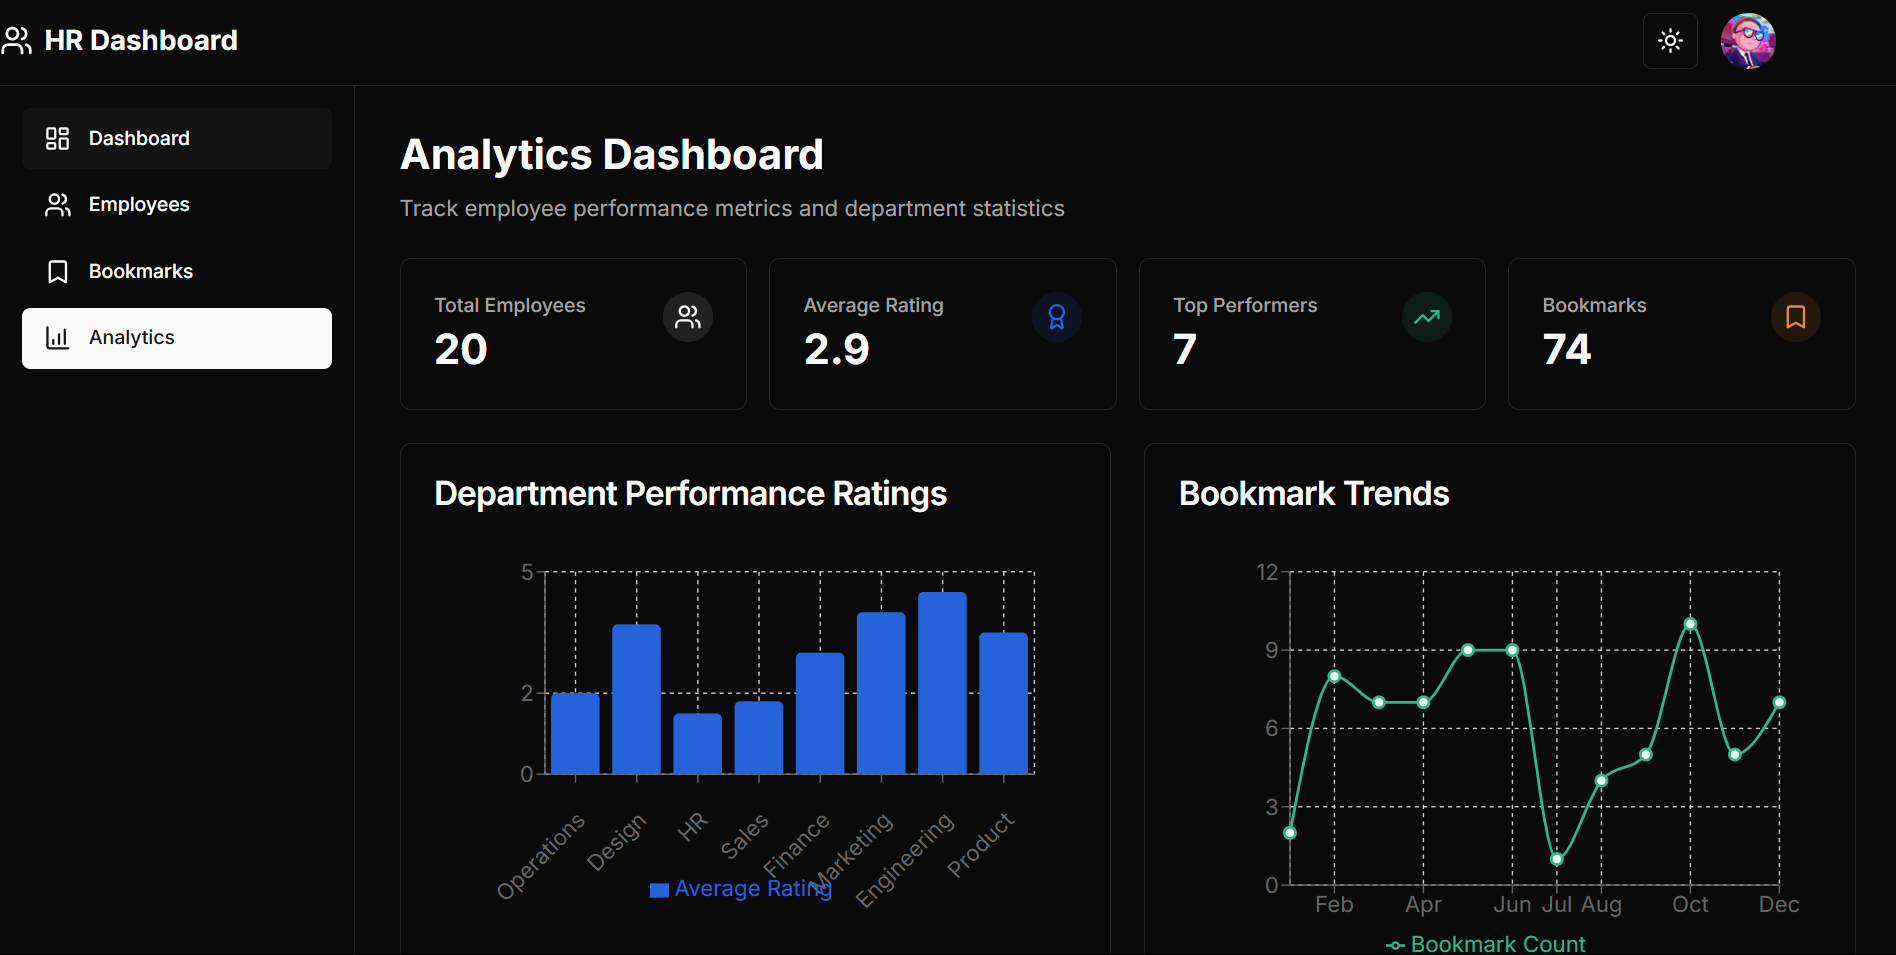 HR Dashboard
Dashboard
Employees
Bookmarks
Analytics
Analytics Dashboard
Track employee performance metrics and department statistics
Total Employees
20
Average Rating
2.9
Top Performers
7
Bookmarks
74
Department Performance Ratings
5
2
0
Operations
Design
HR
Sales
Finance
Marketing
Engineering
Product
Average Rating
Bookmark Trends
12
9
6
3
0
Feb Apr Jun Jul Aug Oct Dec
Bookmark Count